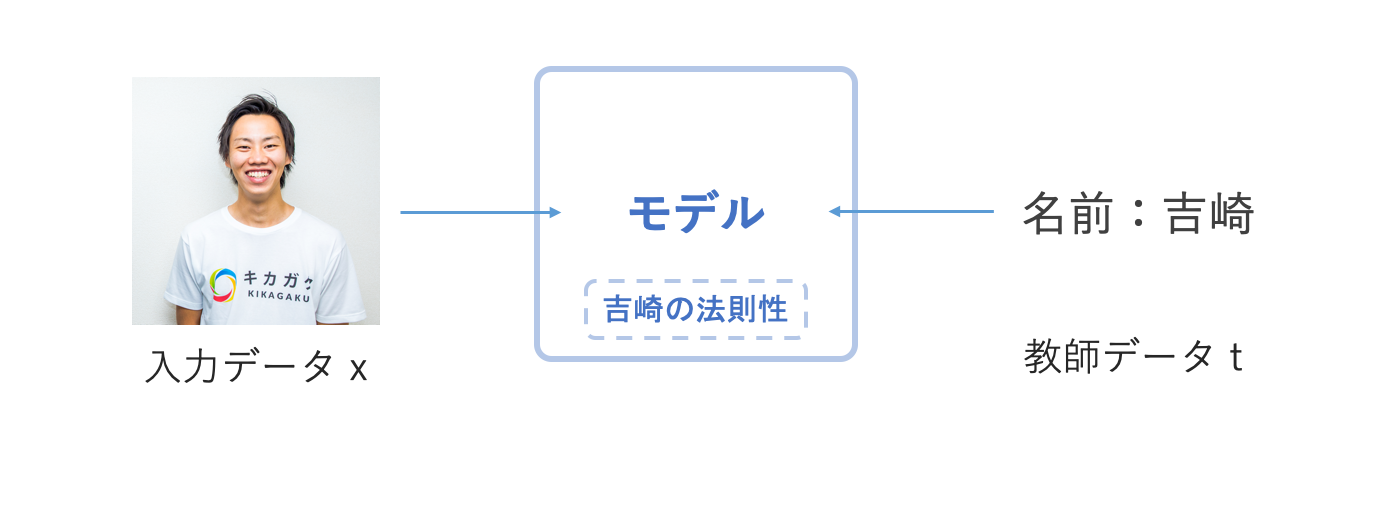 モデル
名前：吉崎
キカガク
KIKAGAKU
吉崎の法則性
入力データ x
教師データ t